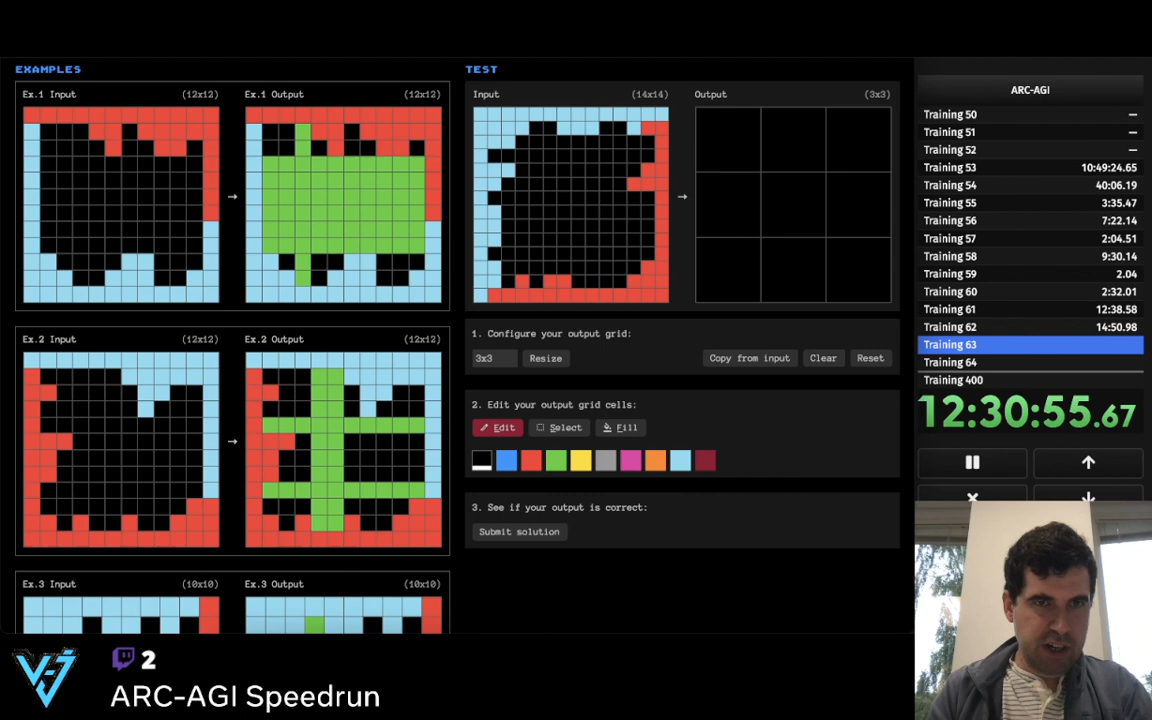 EXAMPLES
Ex.1 Input (12x12)
Ex.1 Output (12x12)
→
Ex.2 Input (12x12)
Ex.2 Output (12x12)
→
Ex.3 Input (10x10)
Ex.3 Output (10x10)
TEST
Input (14x14)
Output (3x3)
→
1. Configure your output grid:
3x3 Resize Copy from input Clear Reset
2. Edit your output grid cells:
Edit Select Fill
3. See if your output is correct:
Submit solution
ARC-AGI
Training 50 —
Training 51 —
Training 52 —
Training 53 10:49:24.65
Training 54 40:06.19
Training 55 3:35.47
Training 56 7:22.14
Training 57 2:04.51
Training 58 9:30.14
Training 59 2.04
Training 60 2:32.01
Training 61 12:38.58
Training 62 14:50.98
Training 63
Training 64
Training 400
12:30:55.67
2
ARC-AGI Speedrun